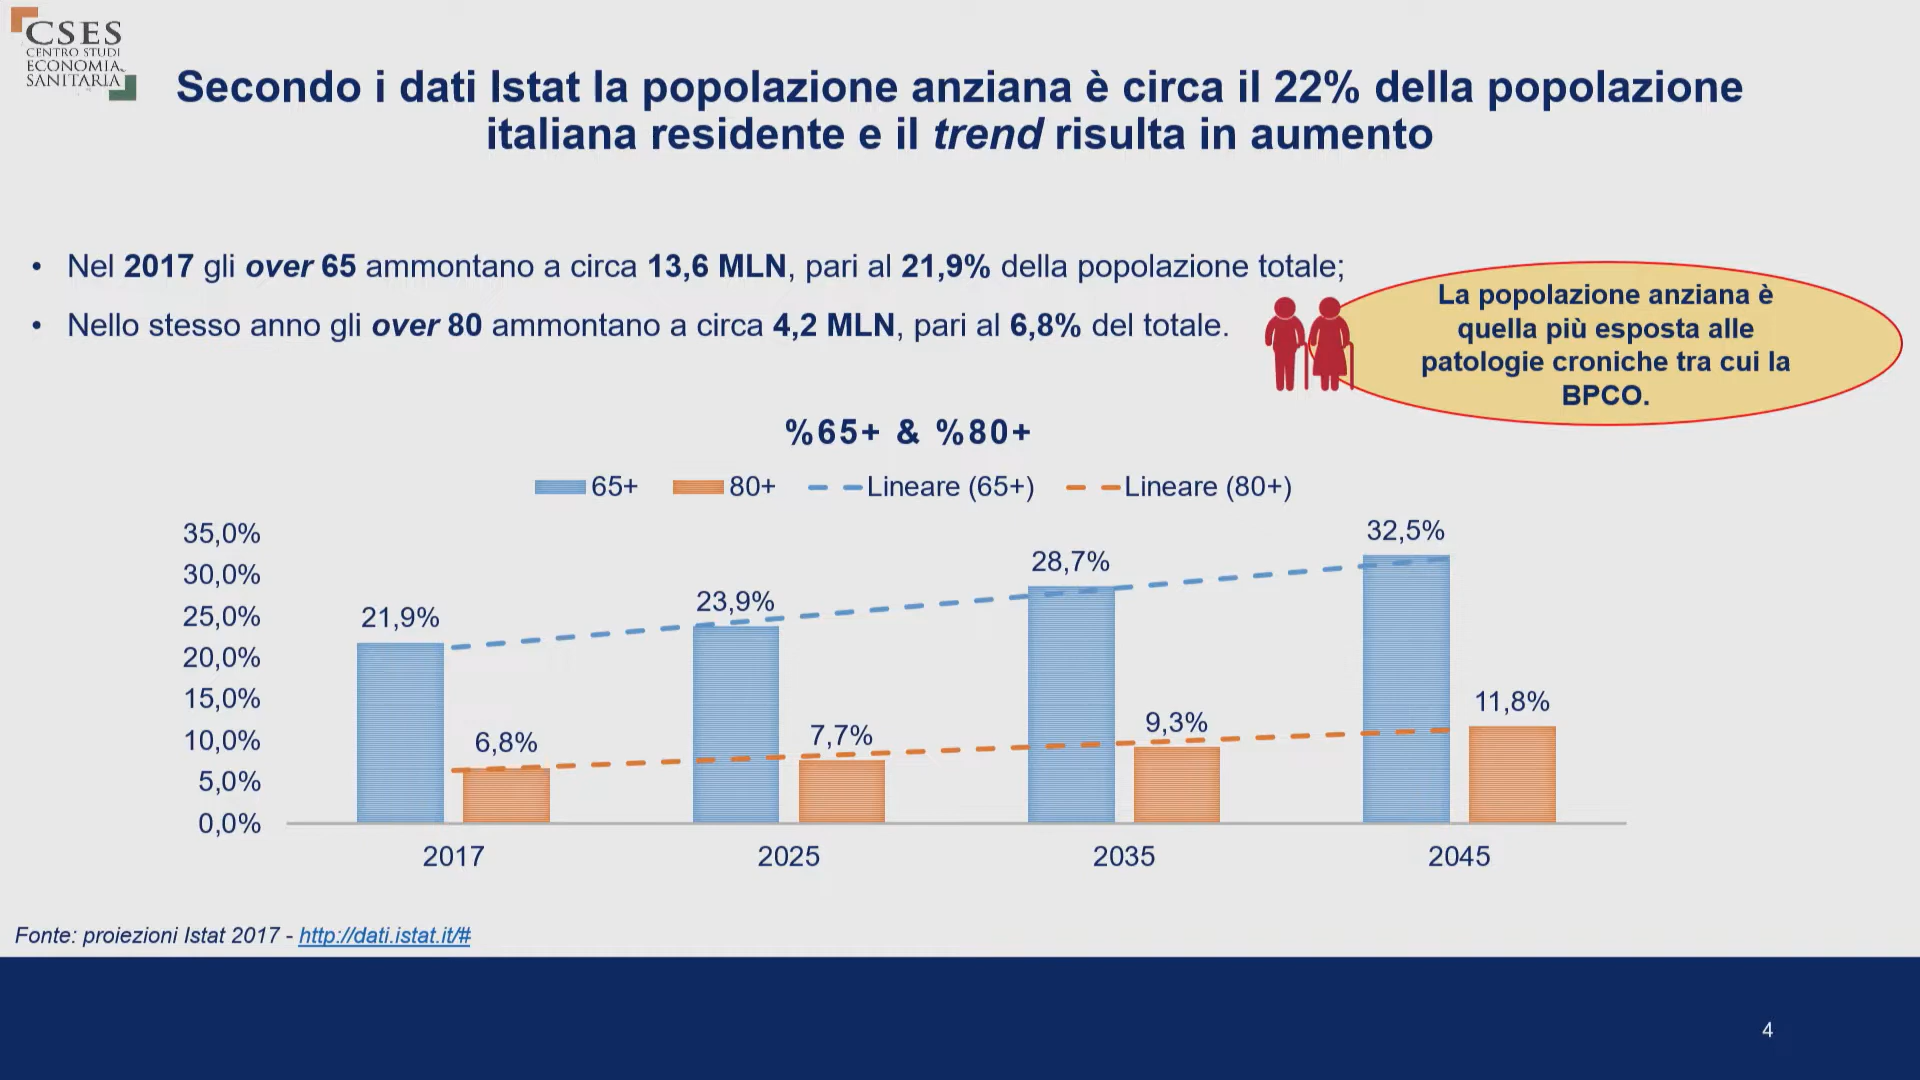 CSES
CENTRO STUDI
ECONOMIA
SANITARIA
Secondo i dati Istat la popolazione anziana è circa il 22% della popolazione
italiana residente e il trend risulta in aumento
• Nel 2017 gli over 65 ammontano a circa 13,6 MLN, pari al 21,9% della popolazione totale;
• Nello stesso anno gli over 80 ammontano a circa 4,2 MLN, pari al 6,8% del totale.
La popolazione anziana è
quella più esposta alle
patologie croniche tra cui la
BPCO.
%65+ & %80+
65+ 80+ Lineare (65+) Lineare (80+)
35,0%
30,0%
25,0%
20,0%
15,0%
10,0%
5,0%
0,0%
21,9%
6,8%
23,9%
7,7%
28,7%
9,3%
32,5%
11,8%
2017 2025 2035 2045
Fonte: proiezioni Istat 2017 - http://dati.istat.it/#
4